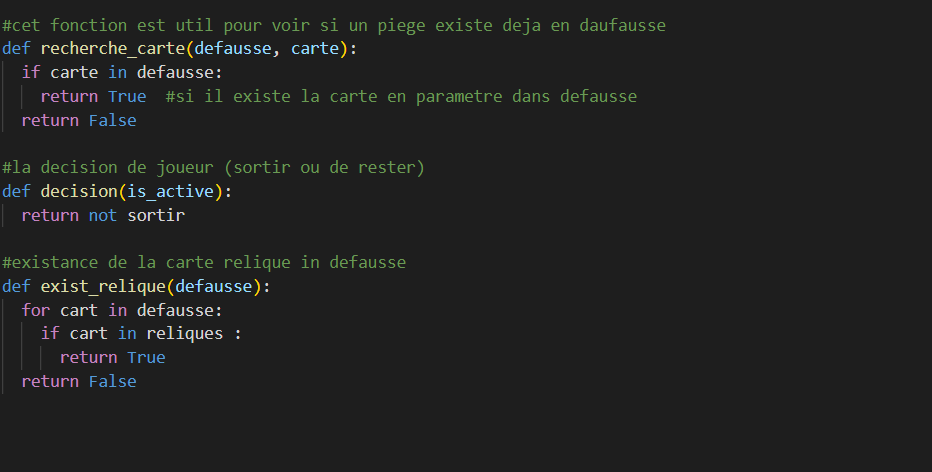 #cet fonction est util pour voir si un piege existe deja en daufausse
def recherche_carte(defausse, carte):
  if carte in defausse:
    return True  #si il existe la carte en parametre dans defausse
  return False
#la decision de joueur (sortir ou de rester)
def decision(is_active):
  return not sortir
#existance de la carte relique in defausse
def exist_relique(defausse):
  for cart in defausse:
    if cart in reliques :
      return True
  return False